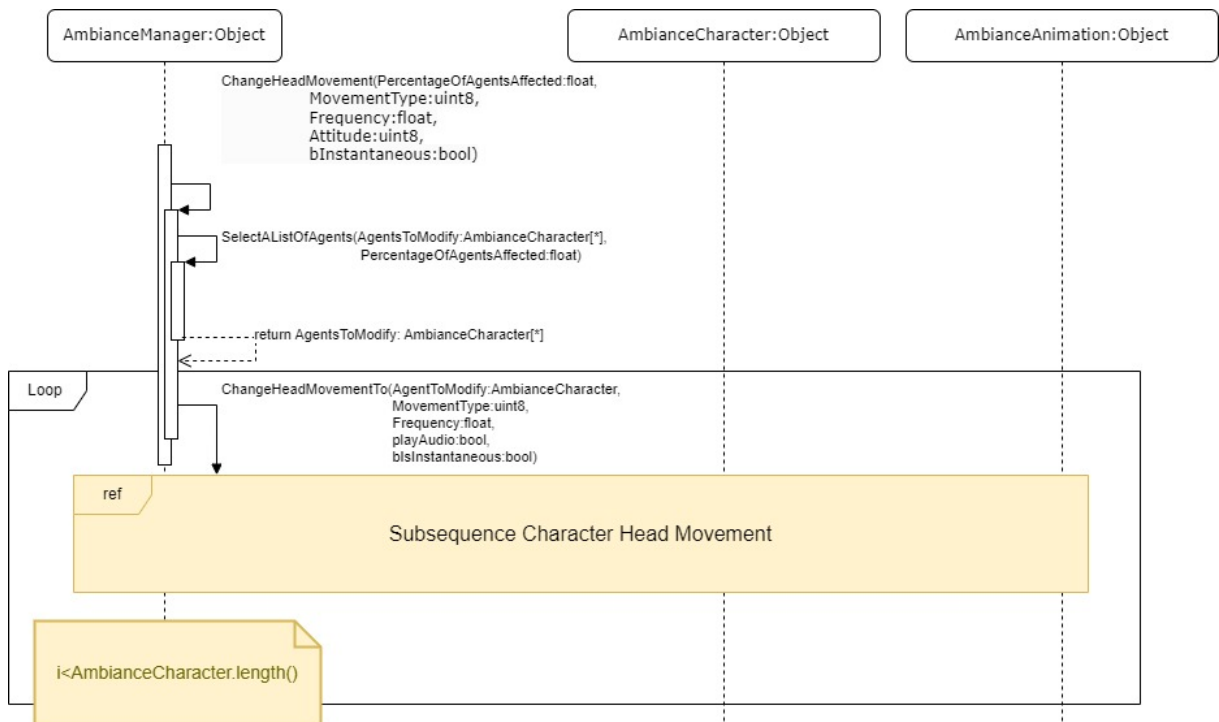 AmbianceManager:Object
AmbianceCharacter:Object
AmbianceAnimation:Object
ChangeHeadMovement(PercentageOfAgentsAffected:float,
MovementType:uint8,
Frequency:float,
Attitude:uint8,
bInstantaneous:bool)
SelectAListOfAgents(AgentsToModify:AmbianceCharacter[*],
PercentageOfAgentsAffected:float)
return AgentsToModify: AmbianceCharacter[*]
Loop
ChangeHeadMovementTo(AgentToModify:AmbianceCharacter,
MovementType:uint8,
Frequency:float,
playAudio:bool,
bIsInstantaneous:bool)
ref
Subsequence Character Head Movement
i<AmbianceCharacter.length()